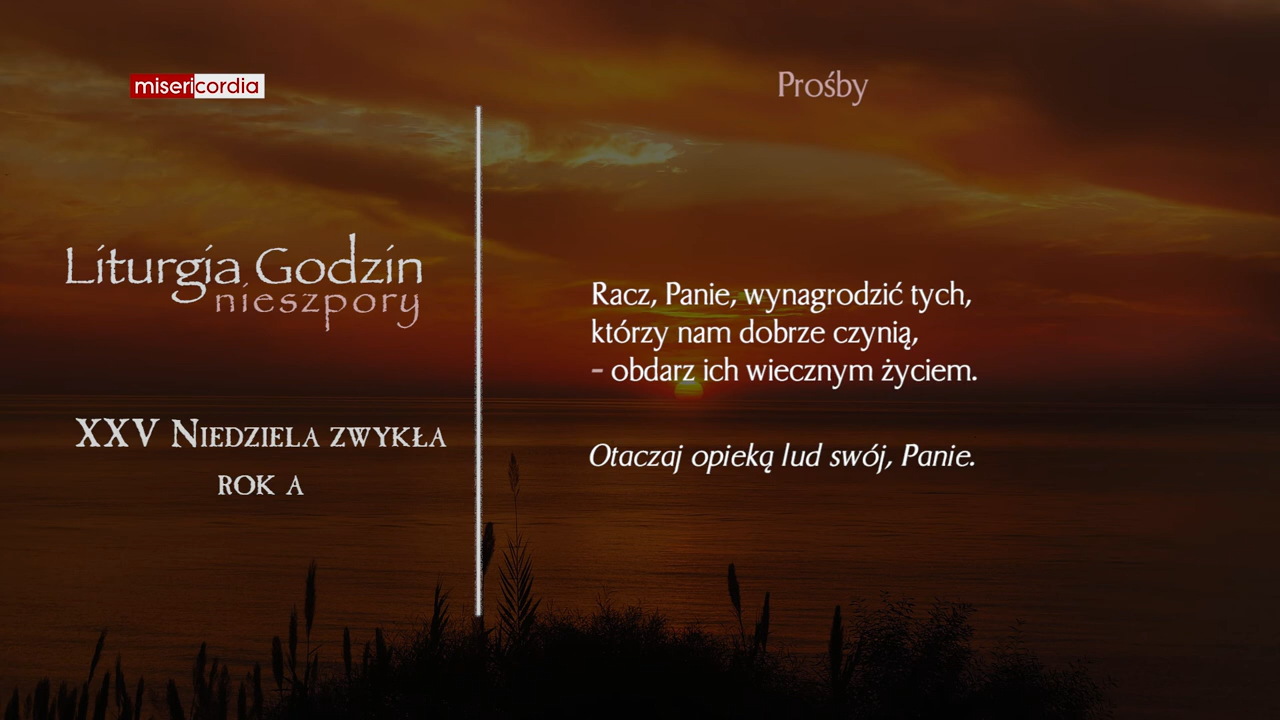 misericordia
Prośby
Liturgia Godzin
nieszpory
Racz, Panie, wynagrodzić tych,
którzy nam dobrze czynią,
- obdarz ich wiecznym życiem.
XXV Niedziela zwykła
rok A
Otaczaj opieką lud swój, Panie.